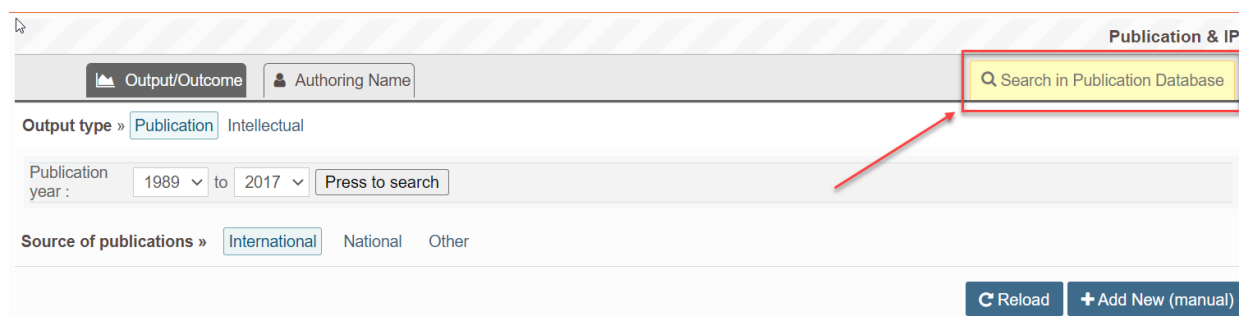 Publication & IP
Output/Outcome Authoring Name Search in Publication Database
Output type » Publication Intellectual
Publication year : 1989 to 2017 Press to search
Source of publications » International National Other
Reload Add New (manual)